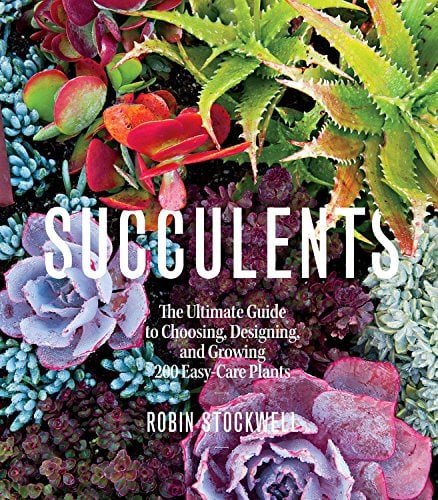 SUCCULENTS
The Ultimate Guide
to Choosing, Designing,
and Growing
200 Easy-Care Plants
ROBIN STOCKWELL